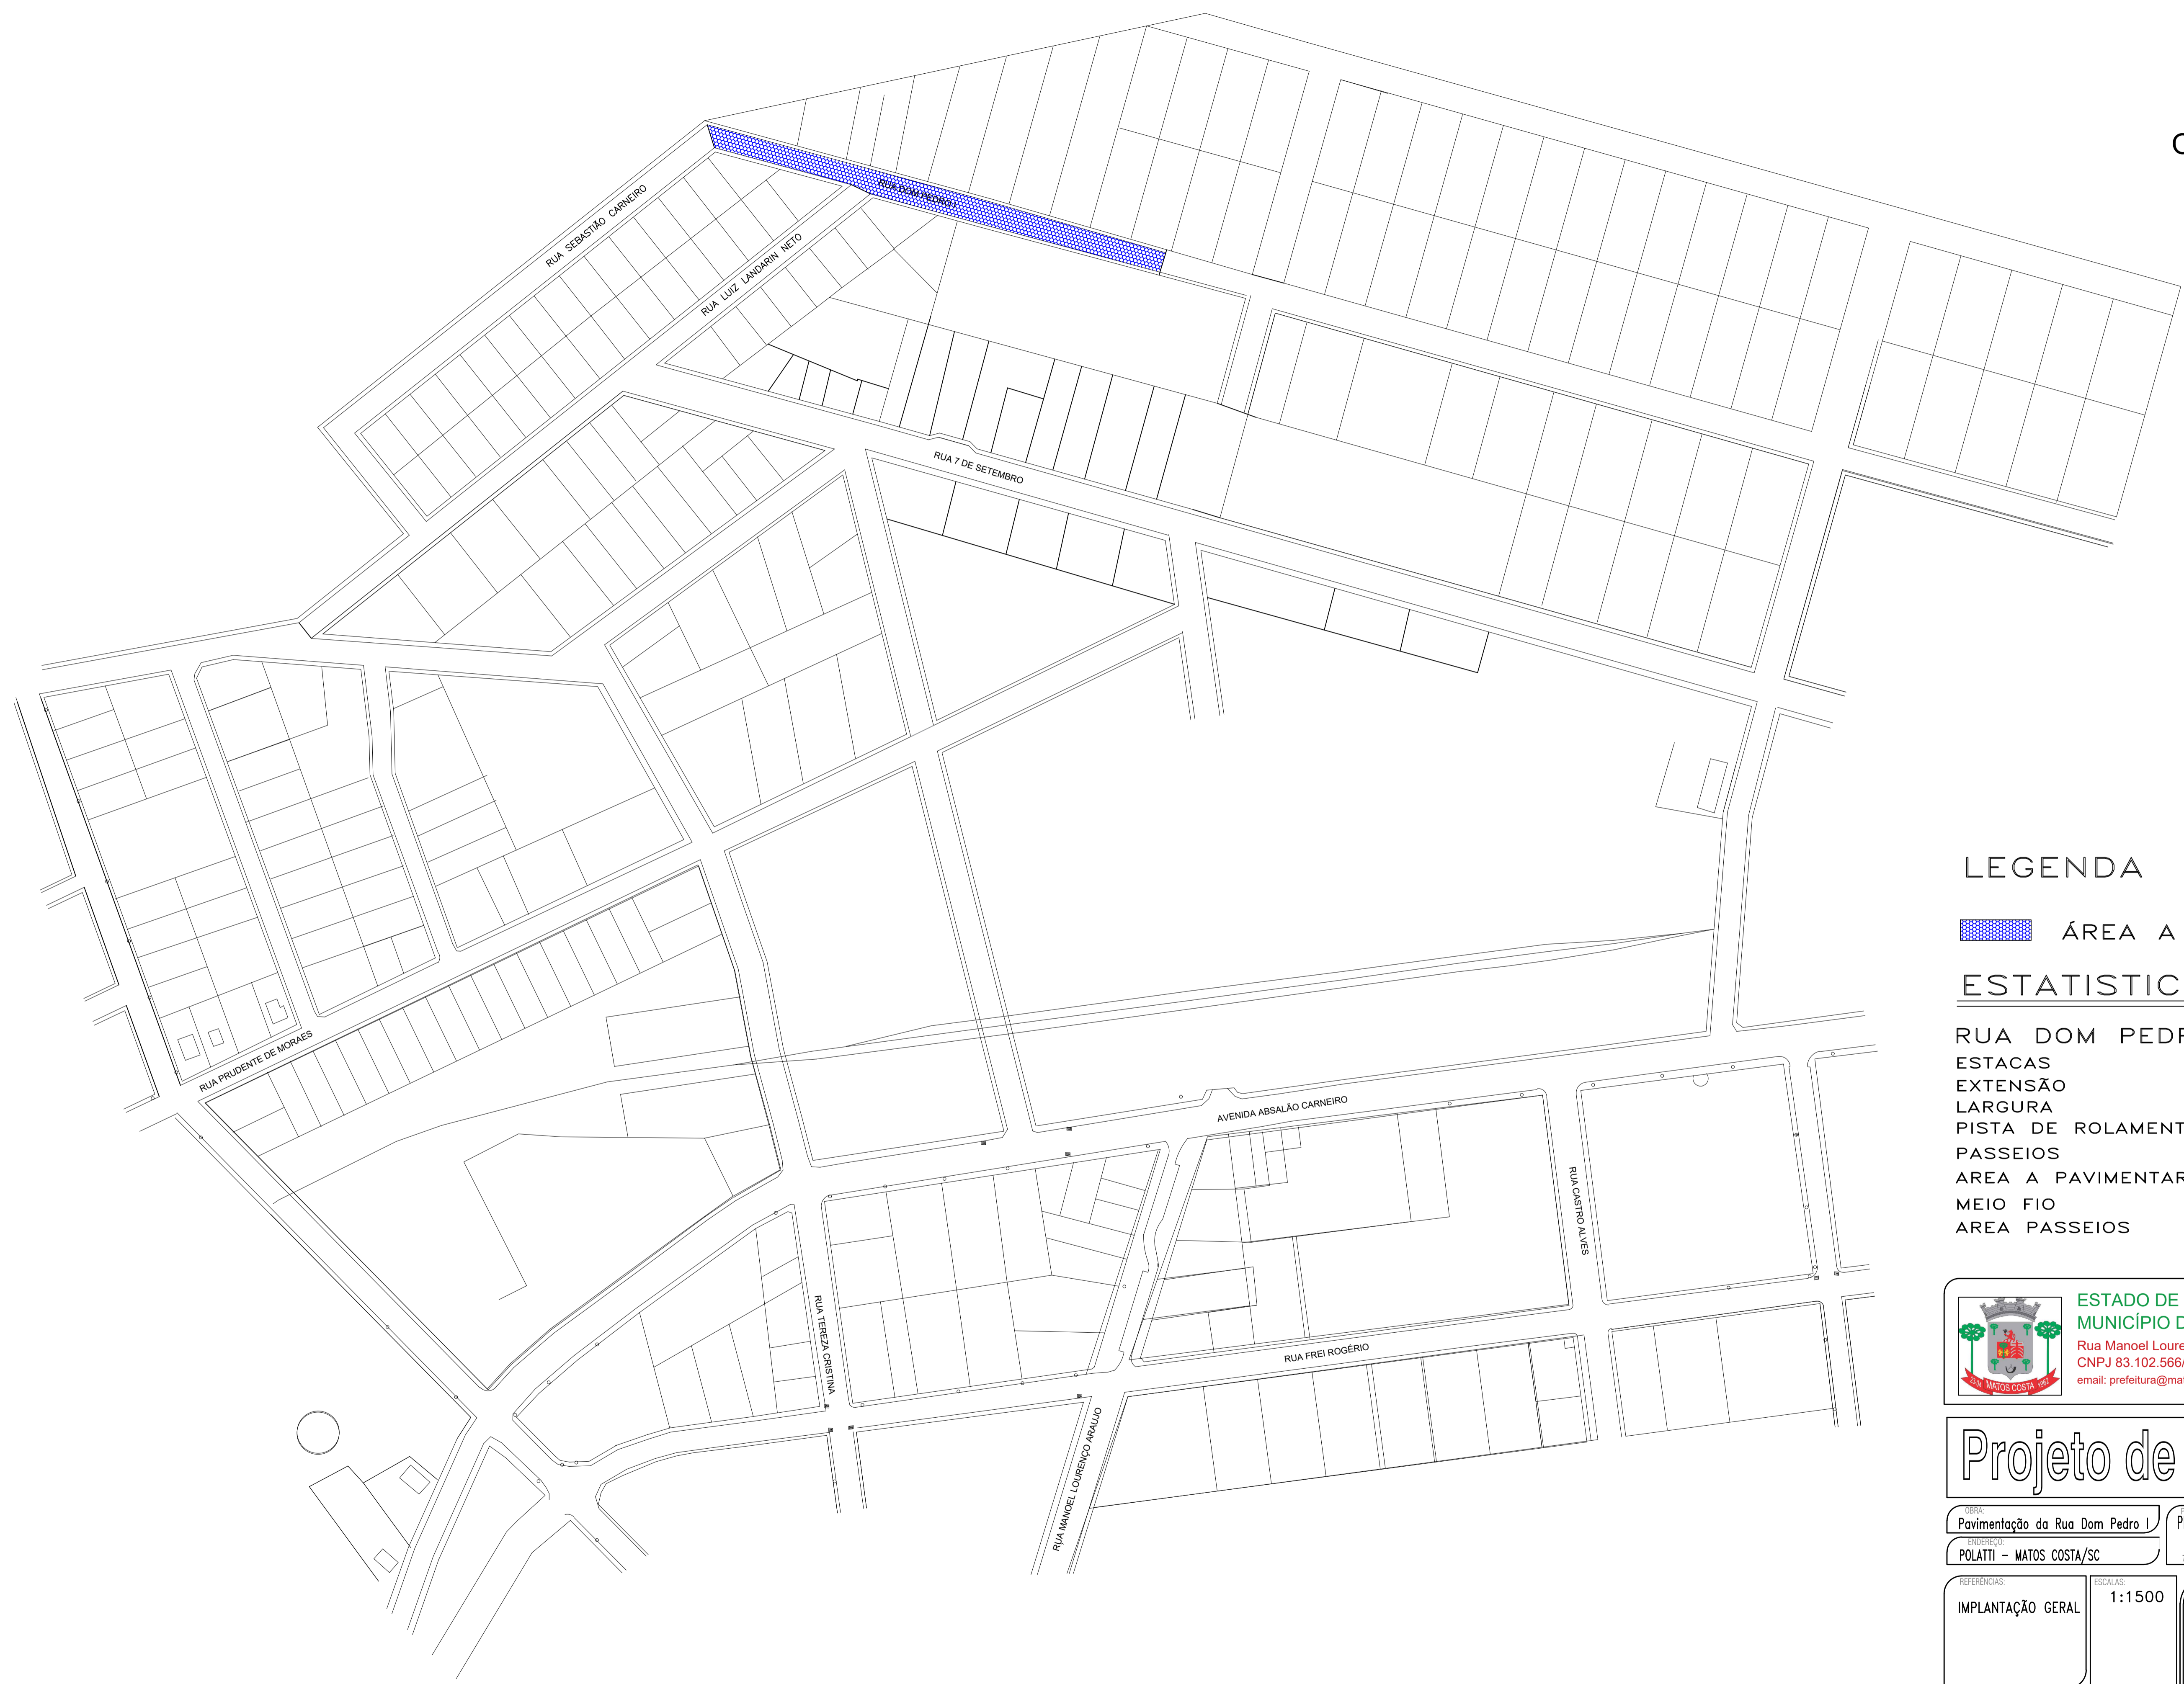 C
RUA SEBASTIÃO CARNEIRO
RUA DOM PEDRO I
RUA LUIZ LANDARIN NETO
RUA 7 DE SETEMBRO
RUA PRUDENTE DE MORAES
AVENIDA ABSALÃO CARNEIRO
RUA CASTRO ALVES
RUA TEREZA CRISTINA
RUA FREI ROGÉRIO
RUA MANOEL LOURENÇO ARAUJO
LEGENDA
ÁREA A
ESTATISTIC
RUA DOM PEDR
ESTACAS
EXTENSÃO
LARGURA
PISTA DE ROLAMENT
PASSEIOS
AREA A PAVIMENTAR
MEIO FIO
AREA PASSEIOS
ESTADO DE
MUNICÍPIO D
Rua Manoel Loure
CNPJ 83.102.566/
email: prefeitura@mat
MATOS COSTA
1962
Projeto de
OBRA:
Pavimentação da Rua Dom Pedro I
P
ENDEREÇO:
POLATTI - MATOS COSTA/SC
REFERÊNCIAS:
IMPLANTAÇÃO GERAL
ESCALAS:
1:1500